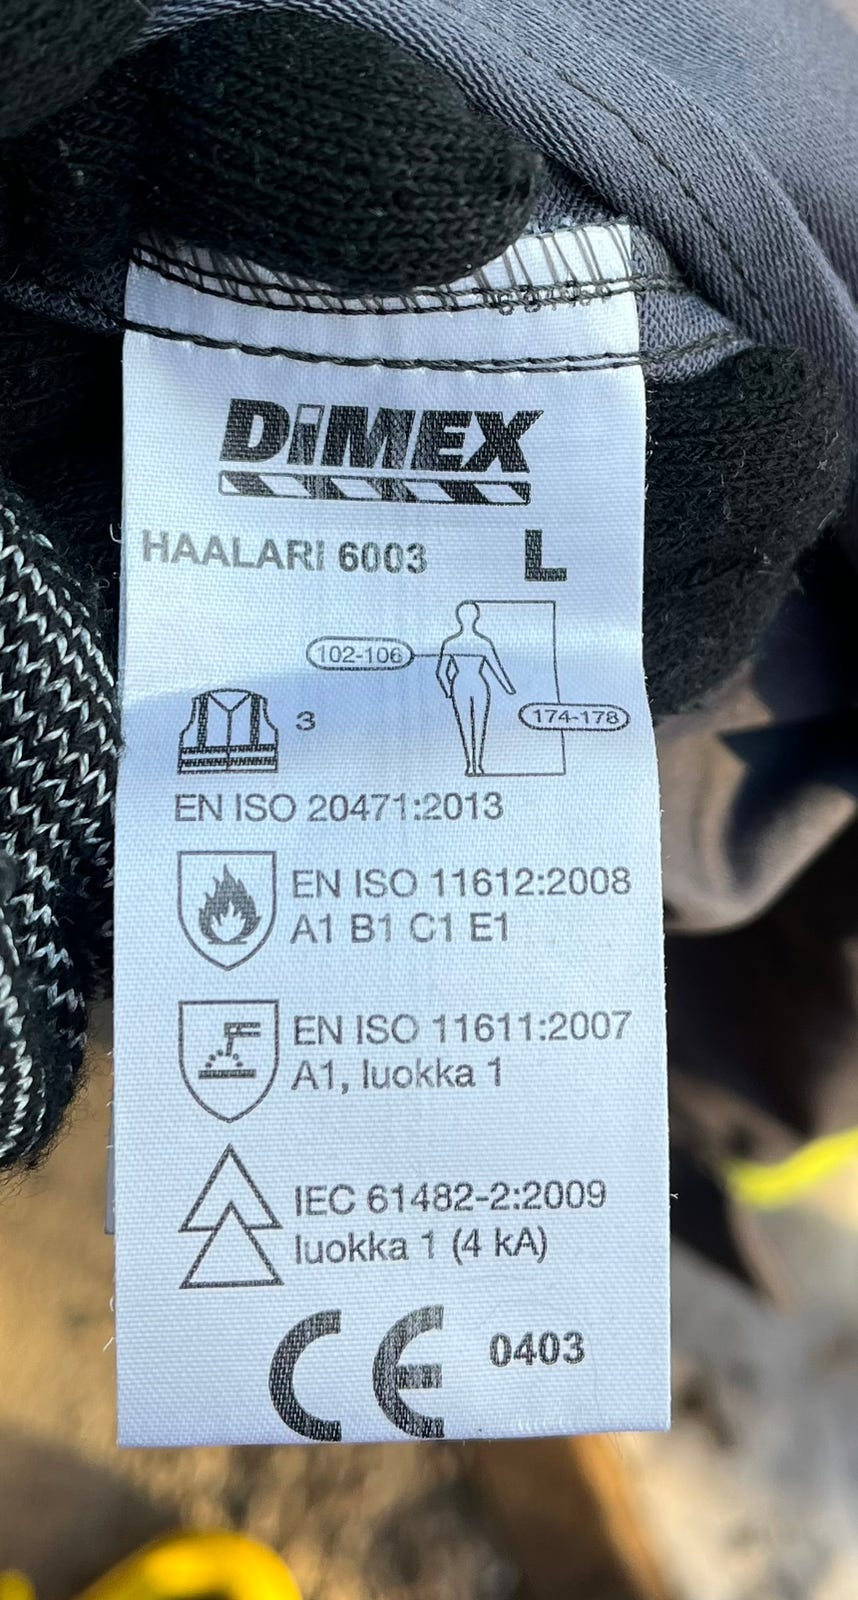 DiMEX
HAALARI 6003 L
102-106
174-178
3
EN ISO 20471:2013
EN ISO 11612:2008
A1 B1 C1 E1
EN ISO 11611:2007
A1, luokka 1
IEC 61482-2:2009
luokka 1 (4 kA)
CE 0403